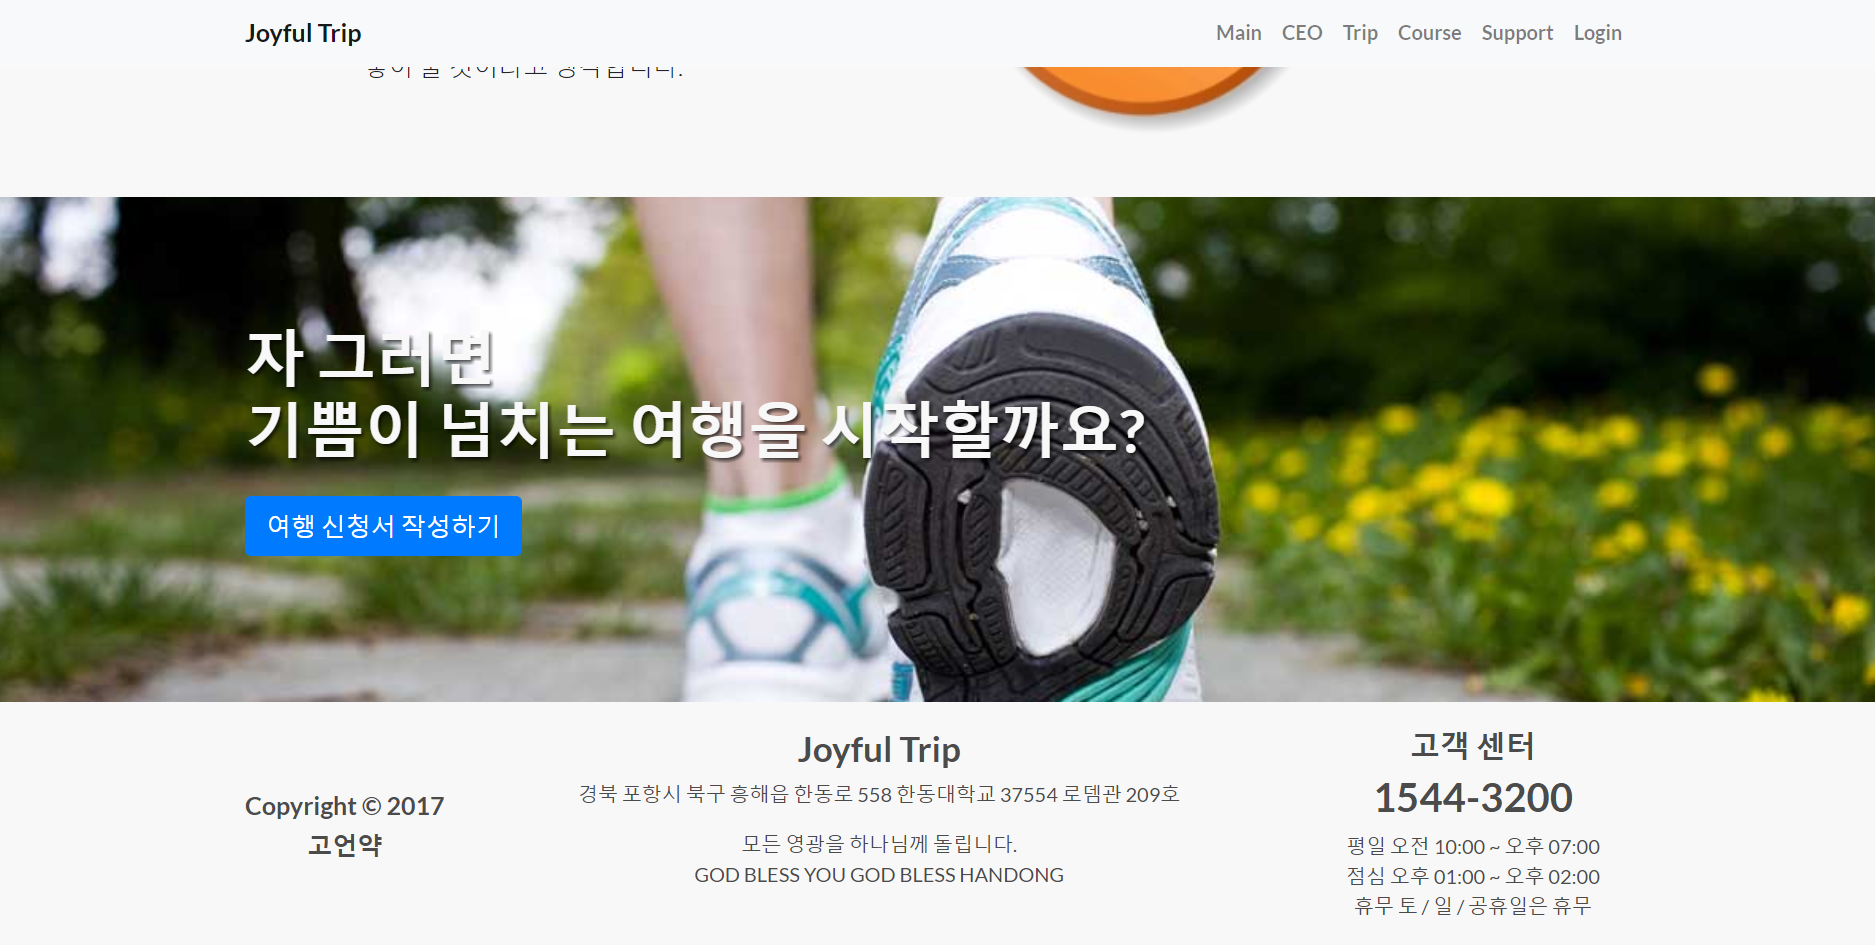 Joyful Trip
Main CEO Trip Course Support Login
자 그러면
기쁨이 넘치는 여행을 시작할까요?
여행 신청서 작성하기
Copyright © 2017
고언약
Joyful Trip
경북 포항시 북구 흥해읍 한동로 558 한동대학교 37554 로뎀관 209호
모든 영광을 하나님께 돌립니다.
GOD BLESS YOU GOD BLESS HANDONG
고객 센터
1544-3200
평일 오전 10:00 ~ 오후 07:00
점심 오후 01:00 ~ 오후 02:00
휴무 토 / 일 / 공휴일은 휴무